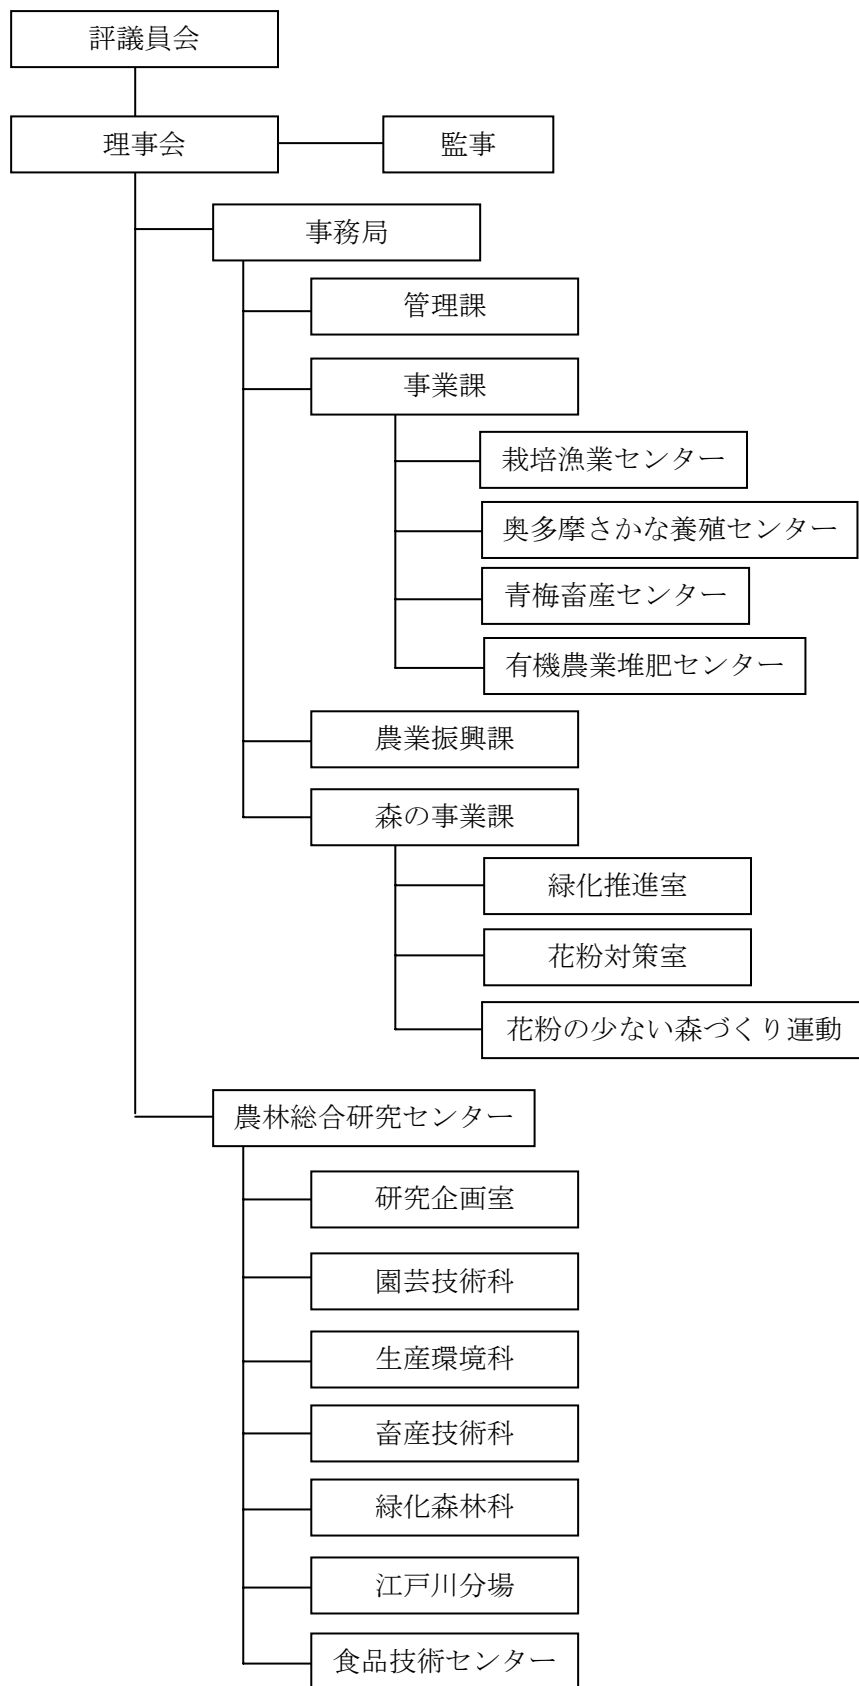 評議員会
理事会
監事
事務局
管理課
事業課
栽培漁業センター
奥多摩さかな養殖センター
青梅畜産センター
有機農業堆肥センター
農業振興課
森の事業課
緑化推進室
花粉対策室
花粉の少ない森づくり運動
農林総合研究センター
研究企画室
園芸技術科
生産環境科
畜産技術科
緑化森林科
江戸川分場
食品技術センター